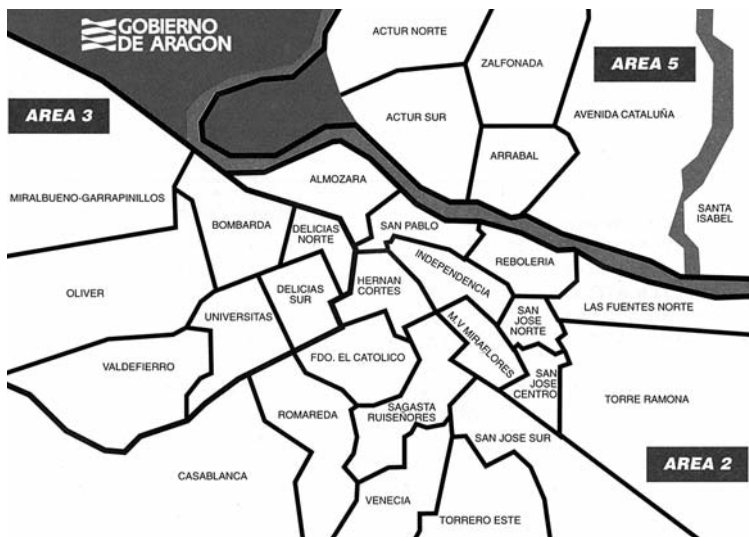 GOBIERNO
DE ARAGON
ACTUR NORTE
ZALFONADA
AREA 5
AREA 3
ACTUR SUR
AVENIDA CATALUÑA
ARRABAL
ALMOZARA
MIRALBUENO-GARRAPINILLOS
SANTA
ISABEL
BOMBARDA
DELICIAS
NORTE
SAN PABLO
REBOLERIA
INDEPENDENCIA
OLIVER
DELICIAS
SUR
HERNAN
CORTES
UNIVERSITAS
SAN
JOSE
NORTE
LAS FUENTES NORTE
M.V MIRAFLORES
VALDEFIERRO
FDO. EL CATOLICO
SAN
JOSE
CENTRO
TORRE RAMONA
ROMAREDA
SAGASTA
RUISEÑORES
SAN JOSE SUR
AREA 2
CASABLANCA
VENECIA
TORRERO ESTE